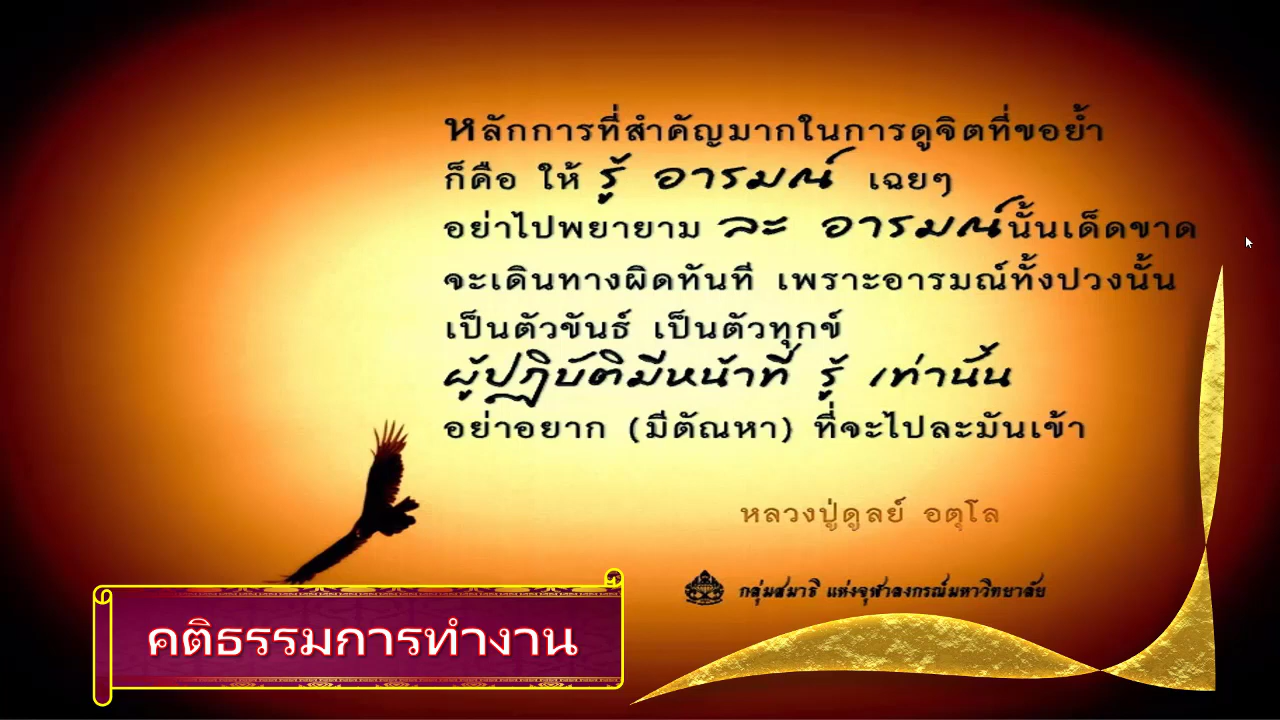 หลักการที่สำคัญมากในการดูจิตที่ขอย้ำ
ก็คือ ให้ รู้ อารมณ์ เฉยๆ
อย่าไปพยายาม ละ อารมณ์นั้นเด็ดขาด
จะเดินทางผิดทันที เพราะอารมณ์ทั้งปวงนั้น
เป็นตัวขันธ์ เป็นตัวทุกข์
ผู้ปฏิบัติมีหน้าที่ รู้ เท่านั้น
อย่าอยาก (มีตัณหา) ที่จะไปละมันเข้า
หลวงปู่ดูลย์ อตุโล
กลุ่มสมาธิ แห่งจุฬาลงกรณ์มหาวิทยาลัย
คติธรรมการทำงาน